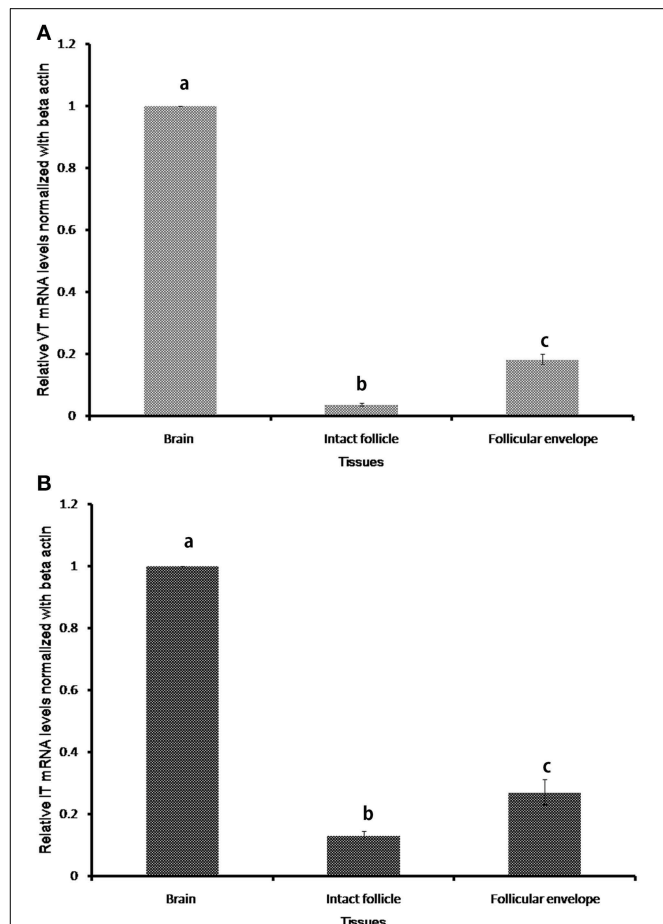 A
Relative VT mRNA levels normalized with beta actin
1.2
1
0.8
0.6
0.4
0.2
0
a
b
c
Brain Intact follicle Follicular envelope
Tissues
B
Relative IT mRNA levels normalized with beta actin
1.2
1
0.8
0.6
0.4
0.2
0
a
b
c
Brain Intact follicle Follicular envelope
Tissues